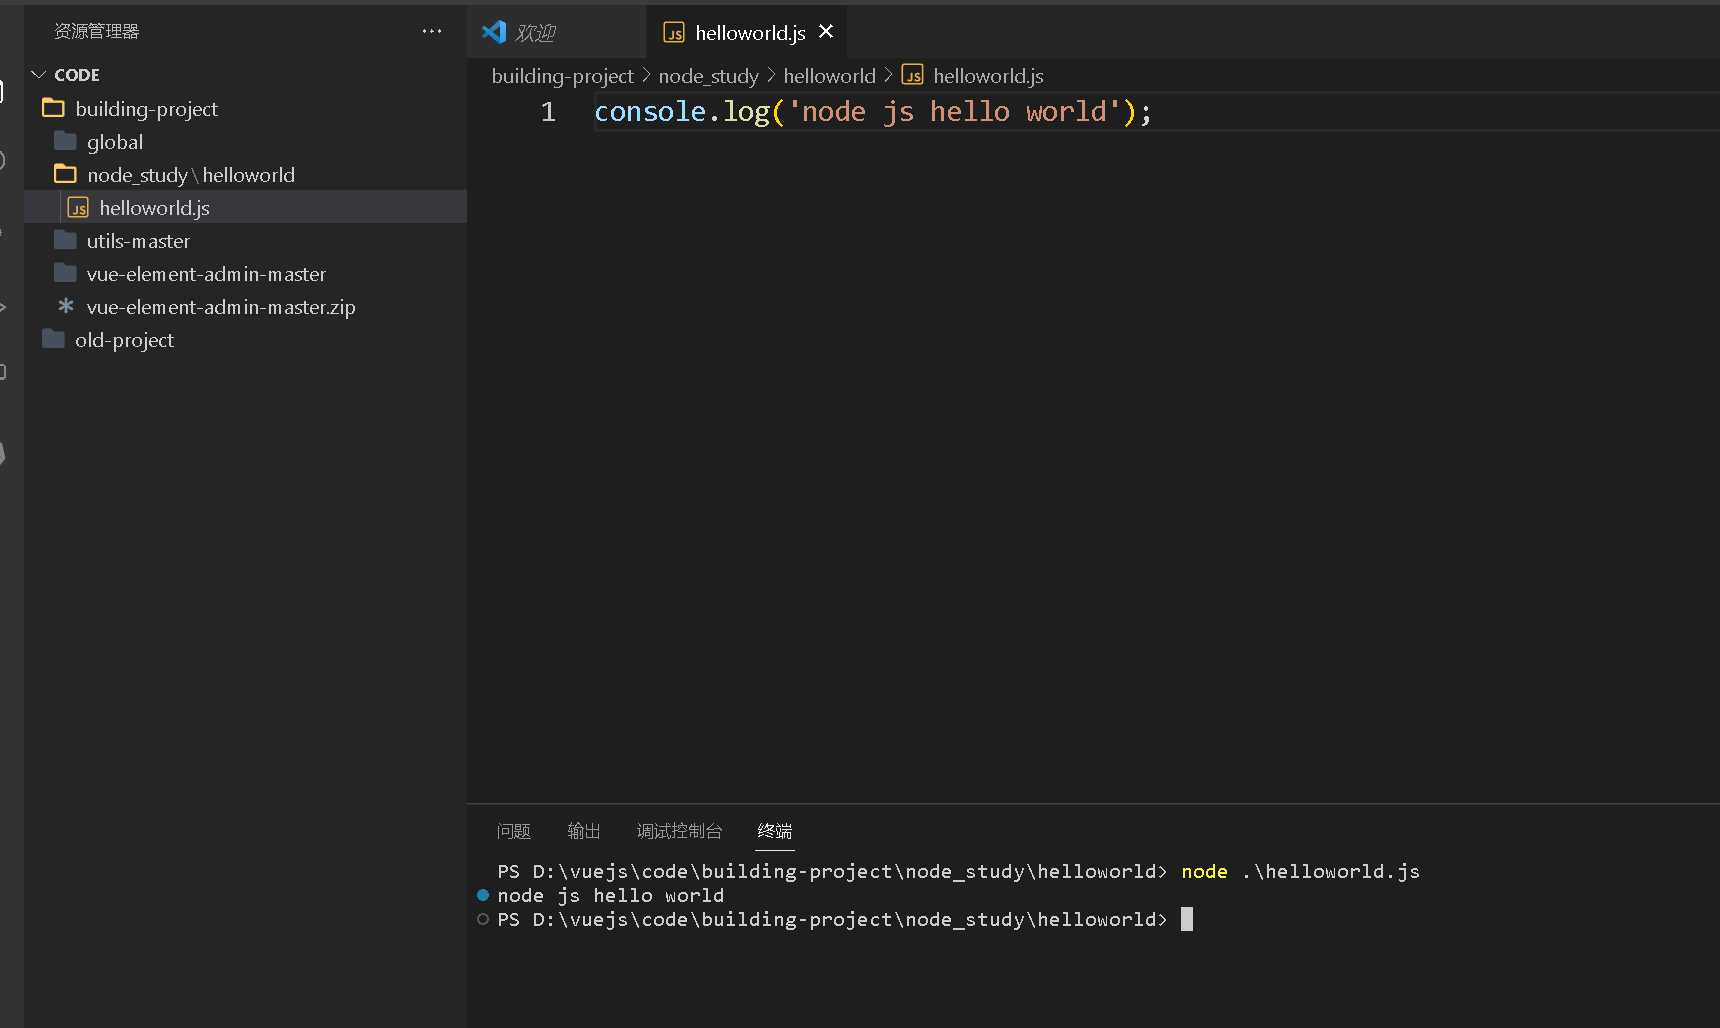 资源管理器
CODE
building-project
global
node_study\helloworld
helloworld.js
utils-master
vue-element-admin-master
vue-element-admin-master.zip
old-project
欢迎
helloworld.js
building-project > node_study > helloworld > helloworld.js
1 console.log('node js hello world');
问题 输出 调试控制台 终端
PS D:\vuejs\code\building-project\node_study\helloworld> node .\helloworld.js
node js hello world
PS D:\vuejs\code\building-project\node_study\helloworld>